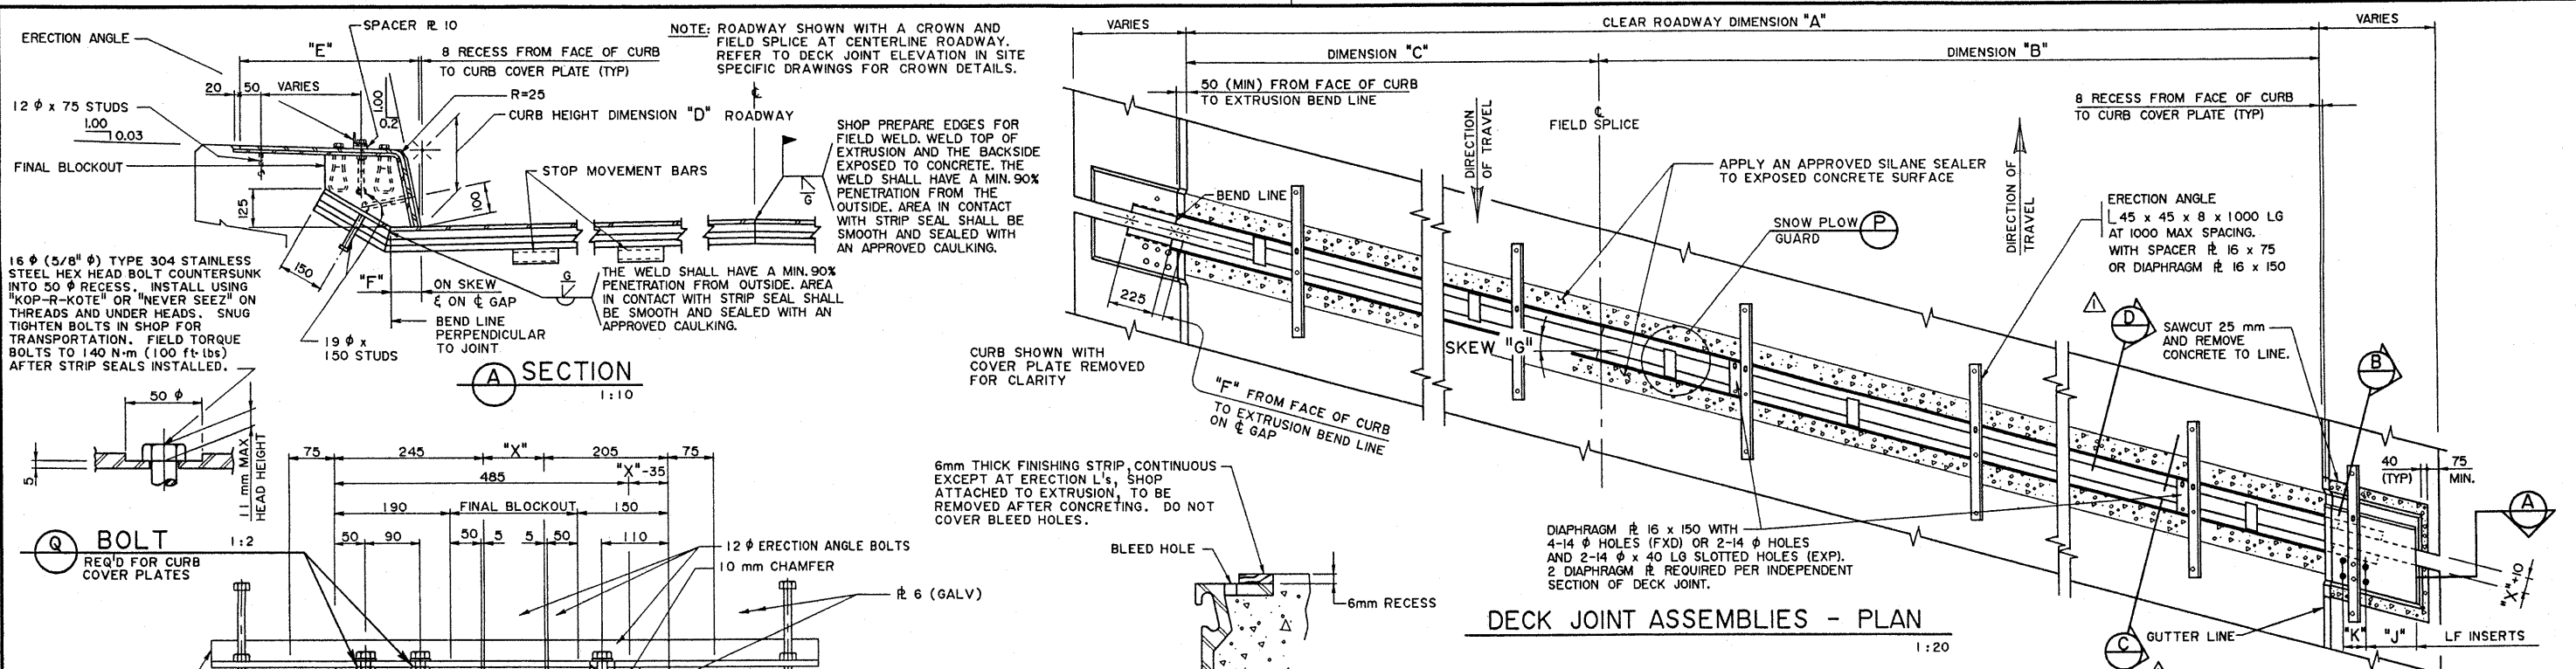 ERECTION ANGLE
SPACER ⅊ 10
"E"
8 RECESS FROM FACE OF CURB
TO CURB COVER PLATE (TYP)
20
50
VARIES
12 ⌀ x 75 STUDS
1.00
0.03
1.00
0.2
R=25
CURB HEIGHT DIMENSION "D"
FINAL BLOCKOUT
125
100
150
STOP MOVEMENT BARS
NOTE: ROADWAY SHOWN WITH A CROWN AND
FIELD SPLICE AT CENTERLINE ROADWAY.
REFER TO DECK JOINT ELEVATION IN SITE
SPECIFIC DRAWINGS FOR CROWN DETAILS.
℄
ROADWAY
SHOP PREPARE EDGES FOR
FIELD WELD. WELD TOP OF
EXTRUSION AND THE BACKSIDE
EXPOSED TO CONCRETE. THE
WELD SHALL HAVE A MIN. 90%
PENETRATION FROM THE
OUTSIDE. AREA IN CONTACT
WITH STRIP SEAL SHALL BE
SMOOTH AND SEALED WITH
AN APPROVED CAULKING.
G
16 ⌀ (5/8" ⌀) TYPE 304 STAINLESS
STEEL HEX HEAD BOLT COUNTERSUNK
INTO 50 ⌀ RECESS. INSTALL USING
"KOP-R-KOTE" OR "NEVER SEEZ" ON
THREADS AND UNDER HEADS. SNUG
TIGHTEN BOLTS IN SHOP FOR
TRANSPORTATION. FIELD TORQUE
BOLTS TO 140 N·m (100 ft·lbs)
AFTER STRIP SEALS INSTALLED.
"F"
ON SKEW
& ON ℄ GAP
BEND LINE
PERPENDICULAR
TO JOINT
19 ⌀ x
150 STUDS
G
THE WELD SHALL HAVE A MIN. 90%
PENETRATION FROM OUTSIDE. AREA
IN CONTACT WITH STRIP SEAL SHALL
BE SMOOTH AND SEALED WITH AN
APPROVED CAULKING.
A SECTION
1:10
50 ⌀
5
11 mm MAX
HEAD HEIGHT
Q BOLT 1:2
REQ'D FOR CURB
COVER PLATES
75
245
"X"
205
75
485
"X"-35
190
FINAL BLOCKOUT
150
50
90
50
5
5
50
110
12 ⌀ ERECTION ANGLE BOLTS
10 mm CHAMFER
⅊ 6 (GALV)
6mm THICK FINISHING STRIP, CONTINUOUS
EXCEPT AT ERECTION L's, SHOP
ATTACHED TO EXTRUSION, TO BE
REMOVED AFTER CONCRETING. DO NOT
COVER BLEED HOLES.
BLEED HOLE
6mm RECESS
VARIES
CLEAR ROADWAY DIMENSION "A"
VARIES
DIMENSION "C"
DIMENSION "B"
50 (MIN) FROM FACE OF CURB
TO EXTRUSION BEND LINE
DIRECTION
OF TRAVEL
℄
FIELD SPLICE
8 RECESS FROM FACE OF CURB
TO CURB COVER PLATE (TYP)
DIRECTION OF
TRAVEL
APPLY AN APPROVED SILANE SEALER
TO EXPOSED CONCRETE SURFACE
BEND LINE
SNOW PLOW
GUARD
P
ERECTION ANGLE
L 45 x 45 x 8 x 1000 LG
AT 1000 MAX SPACING.
WITH SPACER ⅊ 16 x 75
OR DIAPHRAGM ⅊ 16 x 150
225
SKEW "G"
CURB SHOWN WITH
COVER PLATE REMOVED
FOR CLARITY
"F" FROM FACE OF CURB
TO EXTRUSION BEND LINE
ON ℄ GAP
1
D
SAWCUT 25 mm
AND REMOVE
CONCRETE TO LINE.
B
40
(TYP)
75
MIN.
A
DIAPHRAGM ⅊ 16 x 150 WITH
4-14 ⌀ HOLES (FXD) OR 2-14 ⌀ HOLES
AND 2-14 ⌀ x 40 LG SLOTTED HOLES (EXP).
2 DIAPHRAGM ⅊ REQUIRED PER INDEPENDENT
SECTION OF DECK JOINT.
"X"+10
DECK JOINT ASSEMBLIES - PLAN
1:20
C
GUTTER LINE
"K"
"J"
LF INSERTS